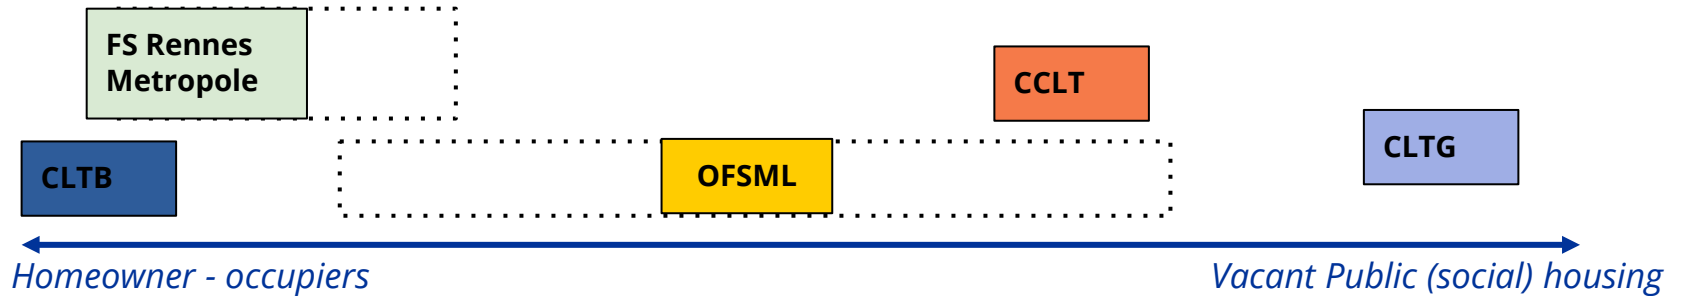 FS Rennes
Metropole
CCLT
CLTG
CLTB
OFSML
Homeowner - occupiers
Vacant Public (social) housing